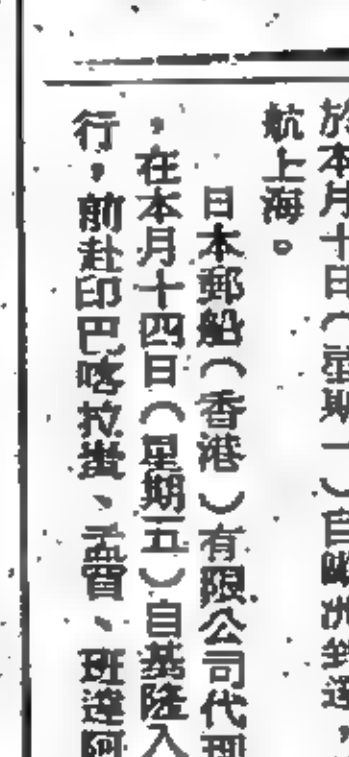 於本月十日（星期一）自歐洲到達，
航上海。
日本郵船（香港）有限公司代理
，在本月十四日（星期五）自基隆入
行，前赴印巴喀拉蚩、孟買、班達阿